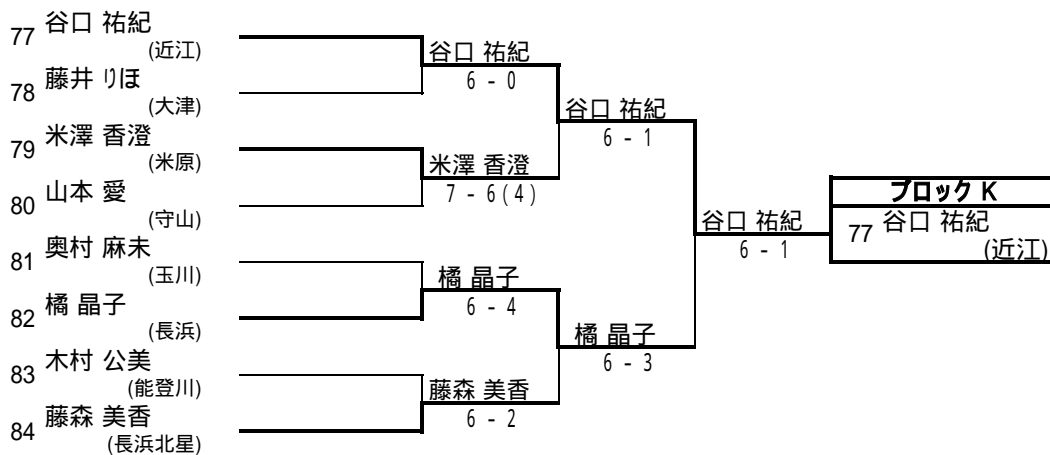 77 谷口 祐紀
(近江)
78 藤井 りほ
(大津)
79 米澤 香澄
(米原)
80 山本 愛
(守山)
81 奥村 麻未
(玉川)
82 橘 晶子
(長浜)
83 木村 公美
(能登川)
84 藤森 美香
(長浜北星)
谷口 祐紀
6 - 0
米澤 香澄
7 - 6(4)
橘 晶子
6 - 4
藤森 美香
6 - 2
谷口 祐紀
6 - 1
橘 晶子
6 - 3
谷口 祐紀
6 - 1
ブロック K
77 谷口 祐紀
(近江)